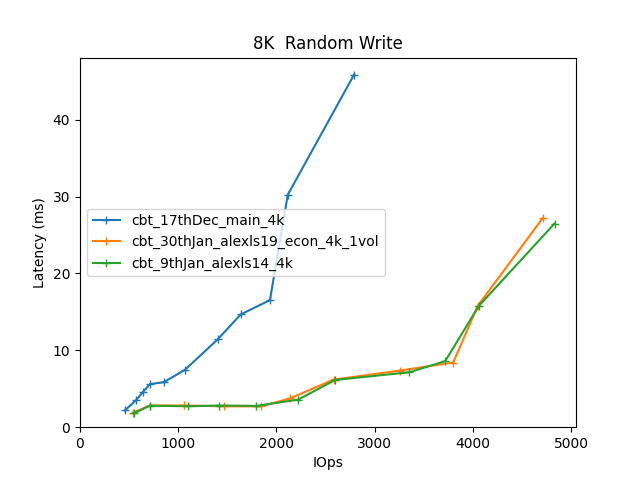 8K  Random Write
Latency (ms)
40
30
20
10
0
cbt_17thDec_main_4k
cbt_30thJan_alexls19_econ_4k_1vol
cbt_9thJan_alexls14_4k
0 1000 2000 3000 4000 5000
IOps